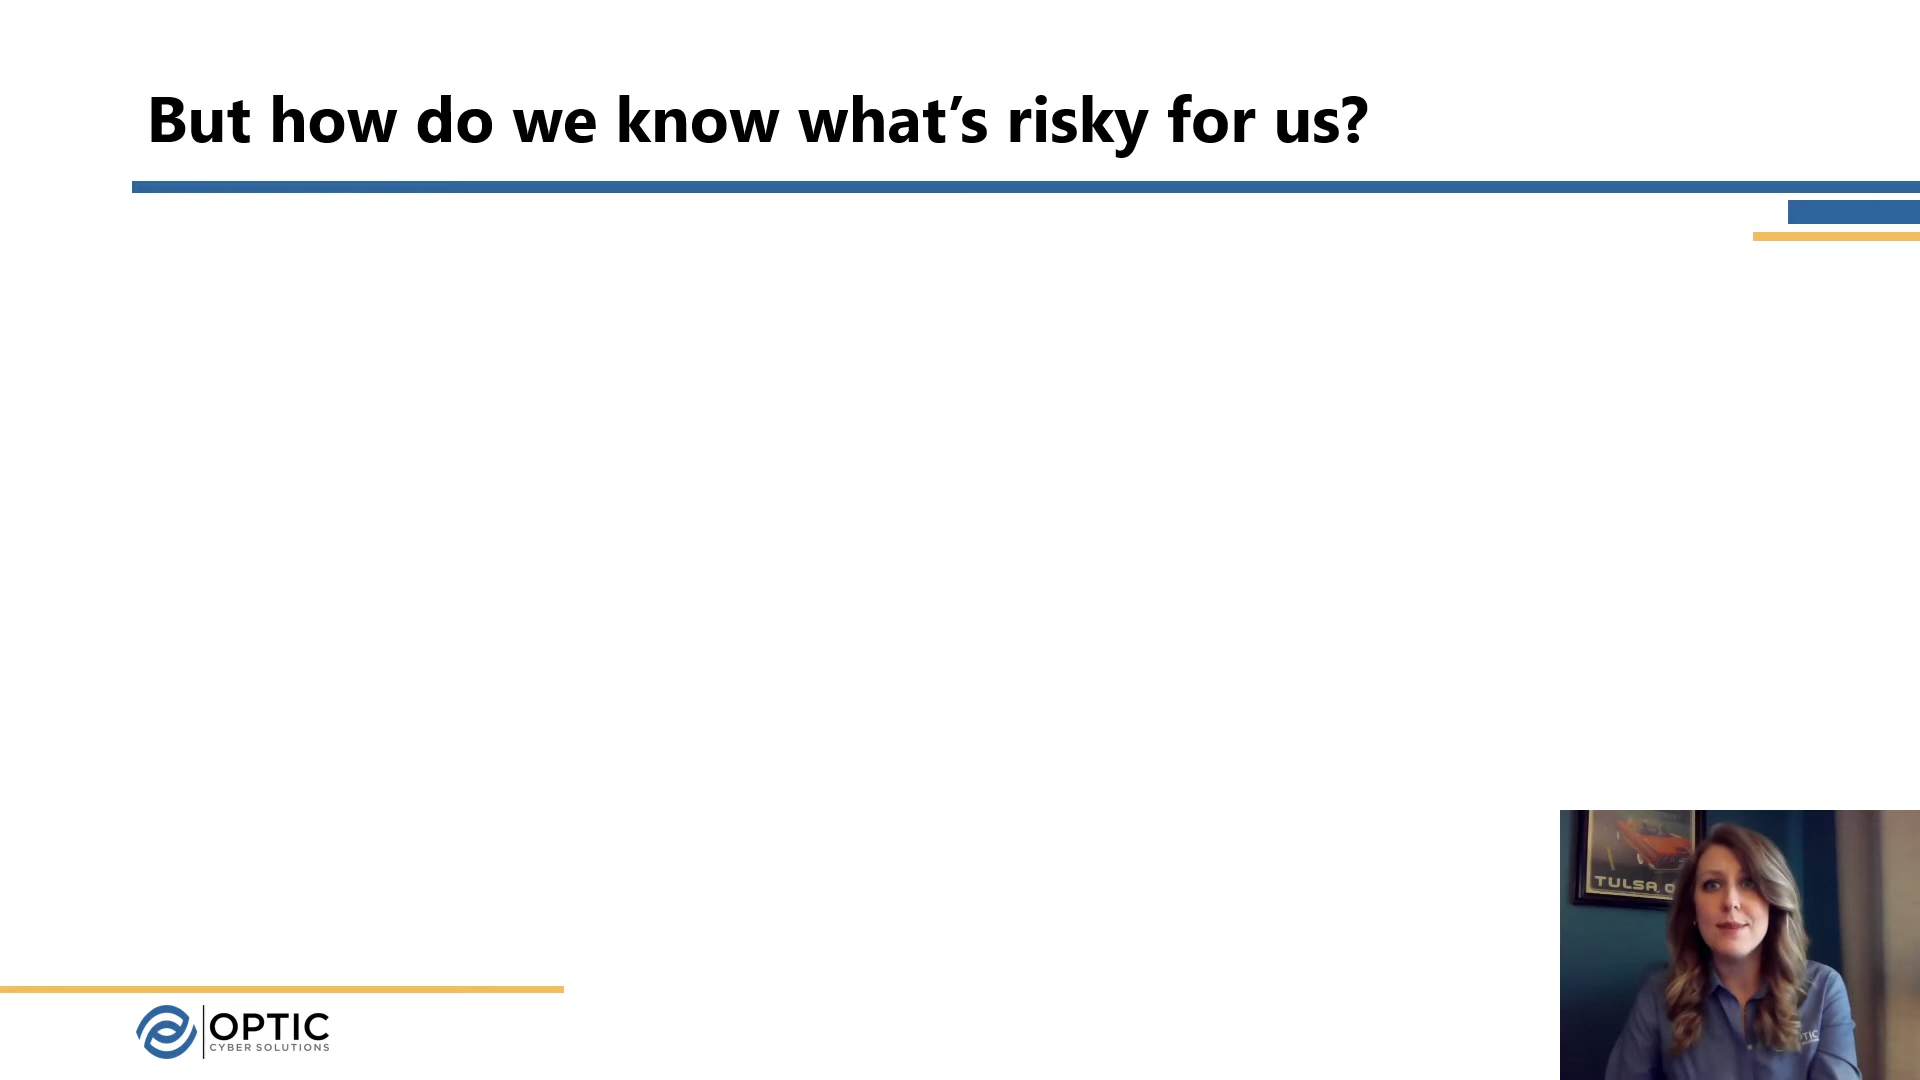 But how do we know what’s risky for us?
TULSA, O
OPTIC
CYBER SOLUTIONS